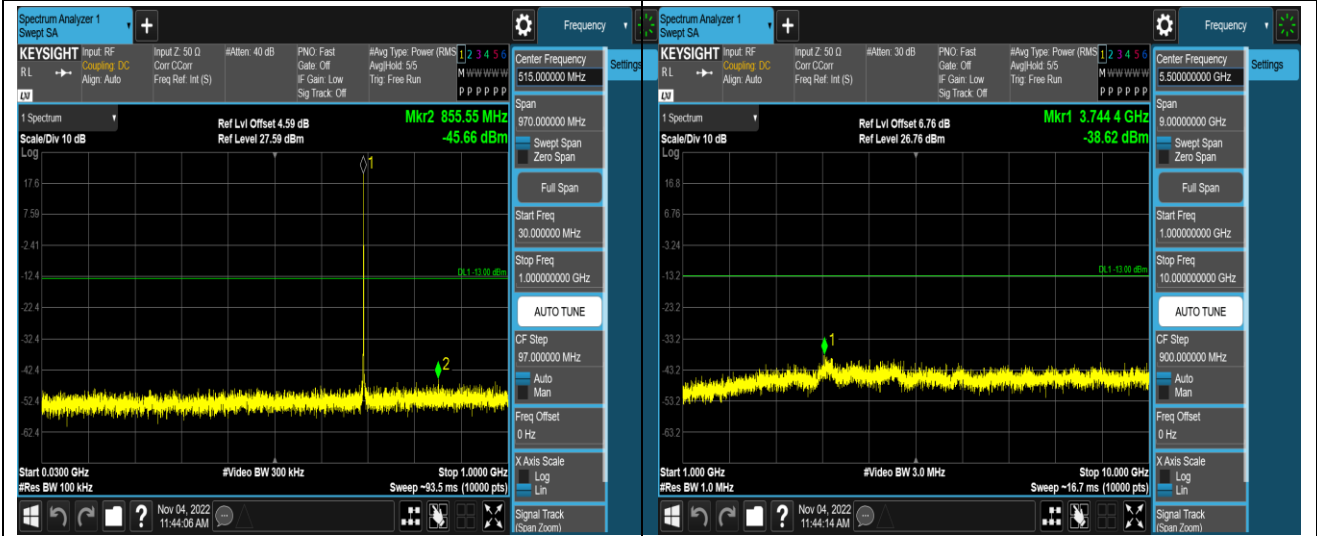 Spectrum Analyzer 1
Swept SA
Frequency
KEYSIGHT
RL
LXI
Input: RF
Coupling: DC
Align: Auto
Input Z: 50 Ω
Corr CCorr
Freq Ref: Int (S)
#Atten: 40 dB
PNO: Fast
Gate: Off
IF Gain: Low
Sig Track: Off
#Avg Type: Power (RMS
Avg|Hold: 5/5
Trig: Free Run
1 2 3 4 5 6
M W W W W W
P P P P P P
1 Spectrum
Scale/Div 10 dB
Log
Ref Lvl Offset 4.59 dB
Ref Level 27.59 dBm
Mkr2 855.55 MHz
-45.66 dBm
1
17.6
7.59
-2.41
-12.4
DL1 -13.00 dBm
-22.4
-32.4
-42.4
2
-52.4
-62.4
Start 0.0300 GHz
#Res BW 100 kHz
#Video BW 300 kHz
Stop 1.0000 GHz
Sweep ~93.5 ms (10000 pts)
Nov 04, 2022
11:44:06 AM
Center Frequency
515.000000 MHz
Settings
Span
970.000000 MHz
Swept Span
Zero Span
Full Span
Start Freq
30.000000 MHz
Stop Freq
1.000000000 GHz
AUTO TUNE
CF Step
97.000000 MHz
Auto
Man
Freq Offset
0 Hz
X Axis Scale
Log
Lin
Signal Track
(Span Zoom)
Spectrum Analyzer 1
Swept SA
Frequency
KEYSIGHT
RL
LXI
Input: RF
Coupling: DC
Align: Auto
Input Z: 50 Ω
Corr CCorr
Freq Ref: Int (S)
#Atten: 30 dB
PNO: Fast
Gate: Off
IF Gain: Low
Sig Track: Off
#Avg Type: Power (RMS
Avg|Hold: 5/5
Trig: Free Run
1 2 3 4 5 6
M W W W W W
P P P P P P
1 Spectrum
Scale/Div 10 dB
Log
Ref Lvl Offset 6.76 dB
Ref Level 26.76 dBm
Mkr1 3.744 4 GHz
-38.62 dBm
16.8
6.76
-3.24
-13.2
DL1 -13.00 dBm
-23.2
-33.2
1
-43.2
-53.2
-63.2
Start 1.000 GHz
#Res BW 1.0 MHz
#Video BW 3.0 MHz
Stop 10.000 GHz
Sweep ~16.7 ms (10000 pts)
Nov 04, 2022
11:44:14 AM
Center Frequency
5.500000000 GHz
Settings
Span
9.00000000 GHz
Swept Span
Zero Span
Full Span
Start Freq
1.000000000 GHz
Stop Freq
10.000000000 GHz
AUTO TUNE
CF Step
900.000000 MHz
Auto
Man
Freq Offset
0 Hz
X Axis Scale
Log
Lin
Signal Track
(Span Zoom)